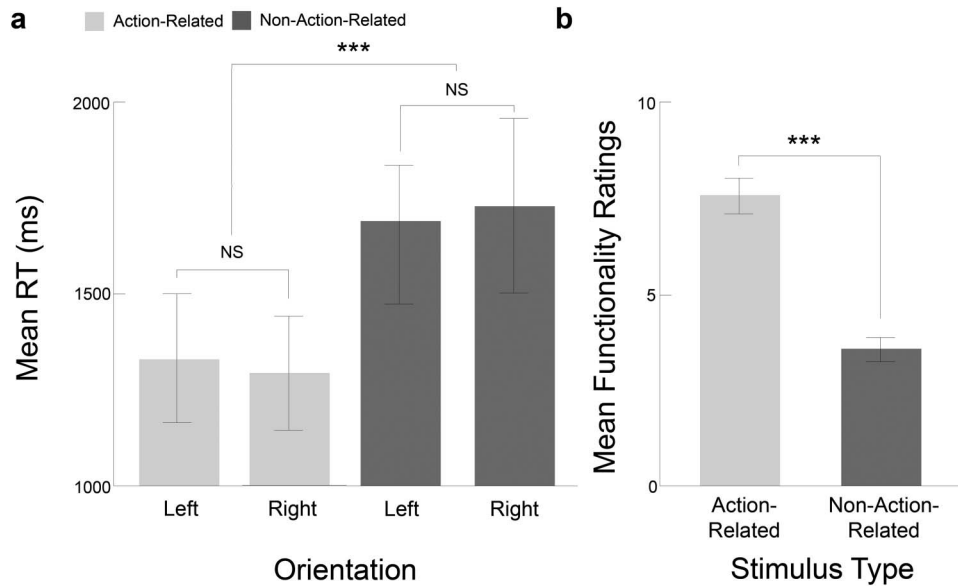 a
Action-Related
Non-Action-Related
***
NS
NS
2000
1500
1000
Mean RT (ms)
Left
Right
Left
Right
Orientation
b
***
10
5
0
Mean Functionality Ratings
Action-
Related
Non-Action-
Related
Stimulus Type